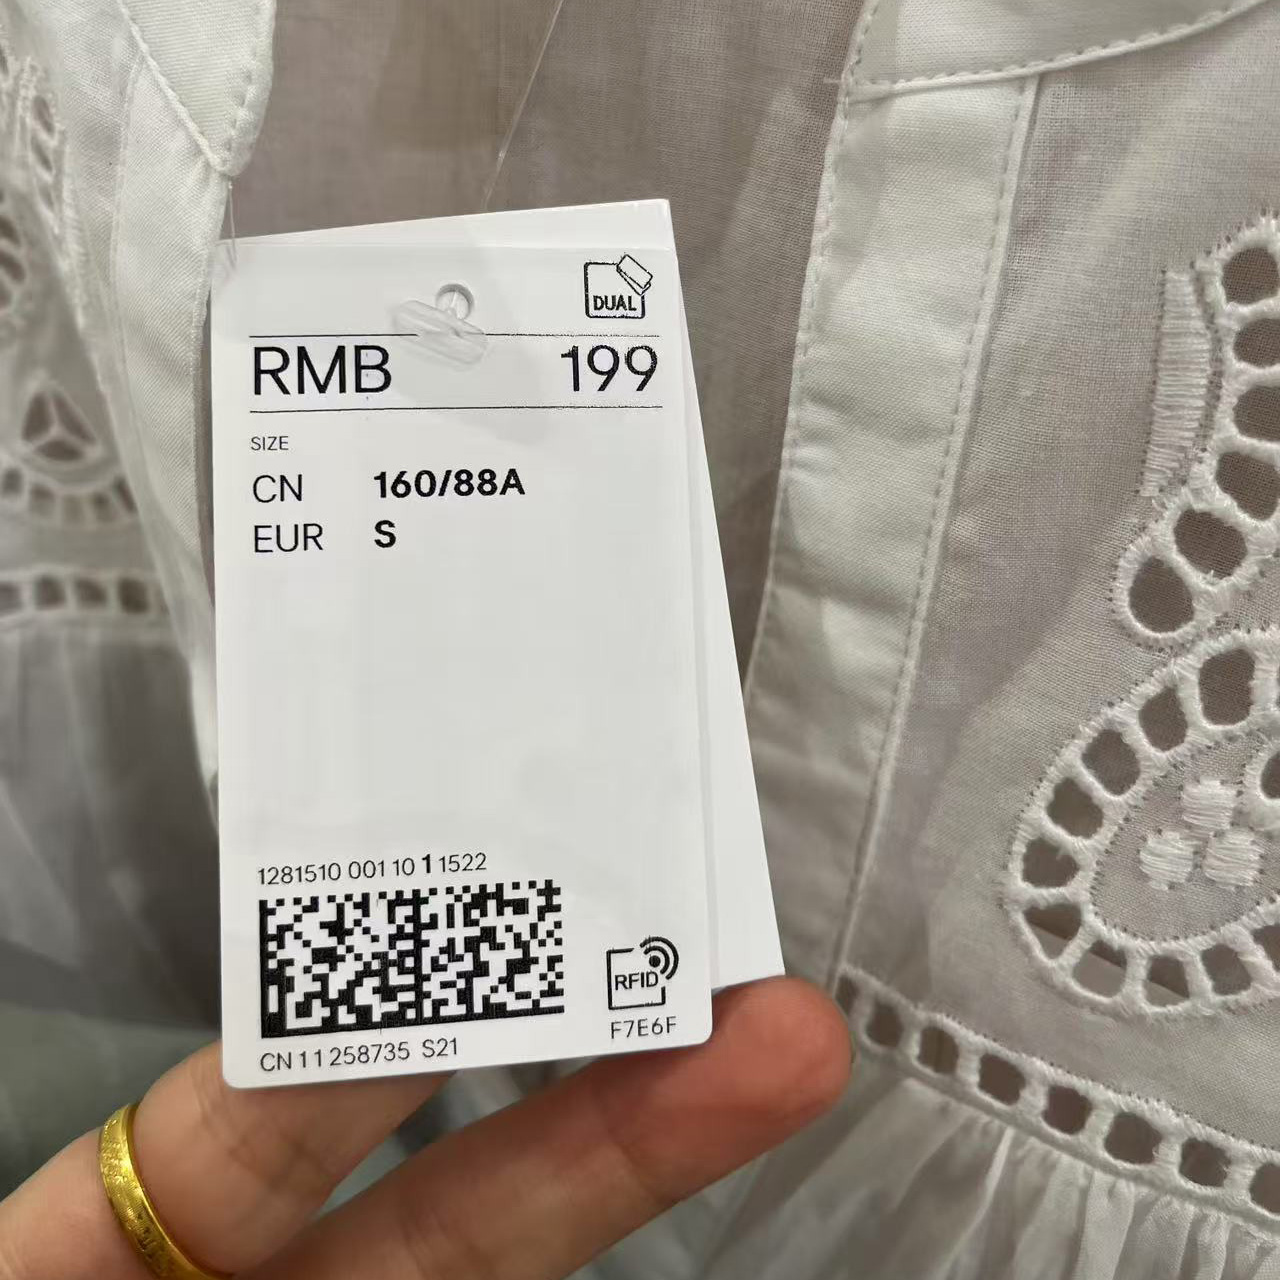 DUAL
RMB 199
SIZE
CN 160/88A
EUR S
1281510 001 10 1 1522
RFID
F7E6F
CN 11 258735 S21